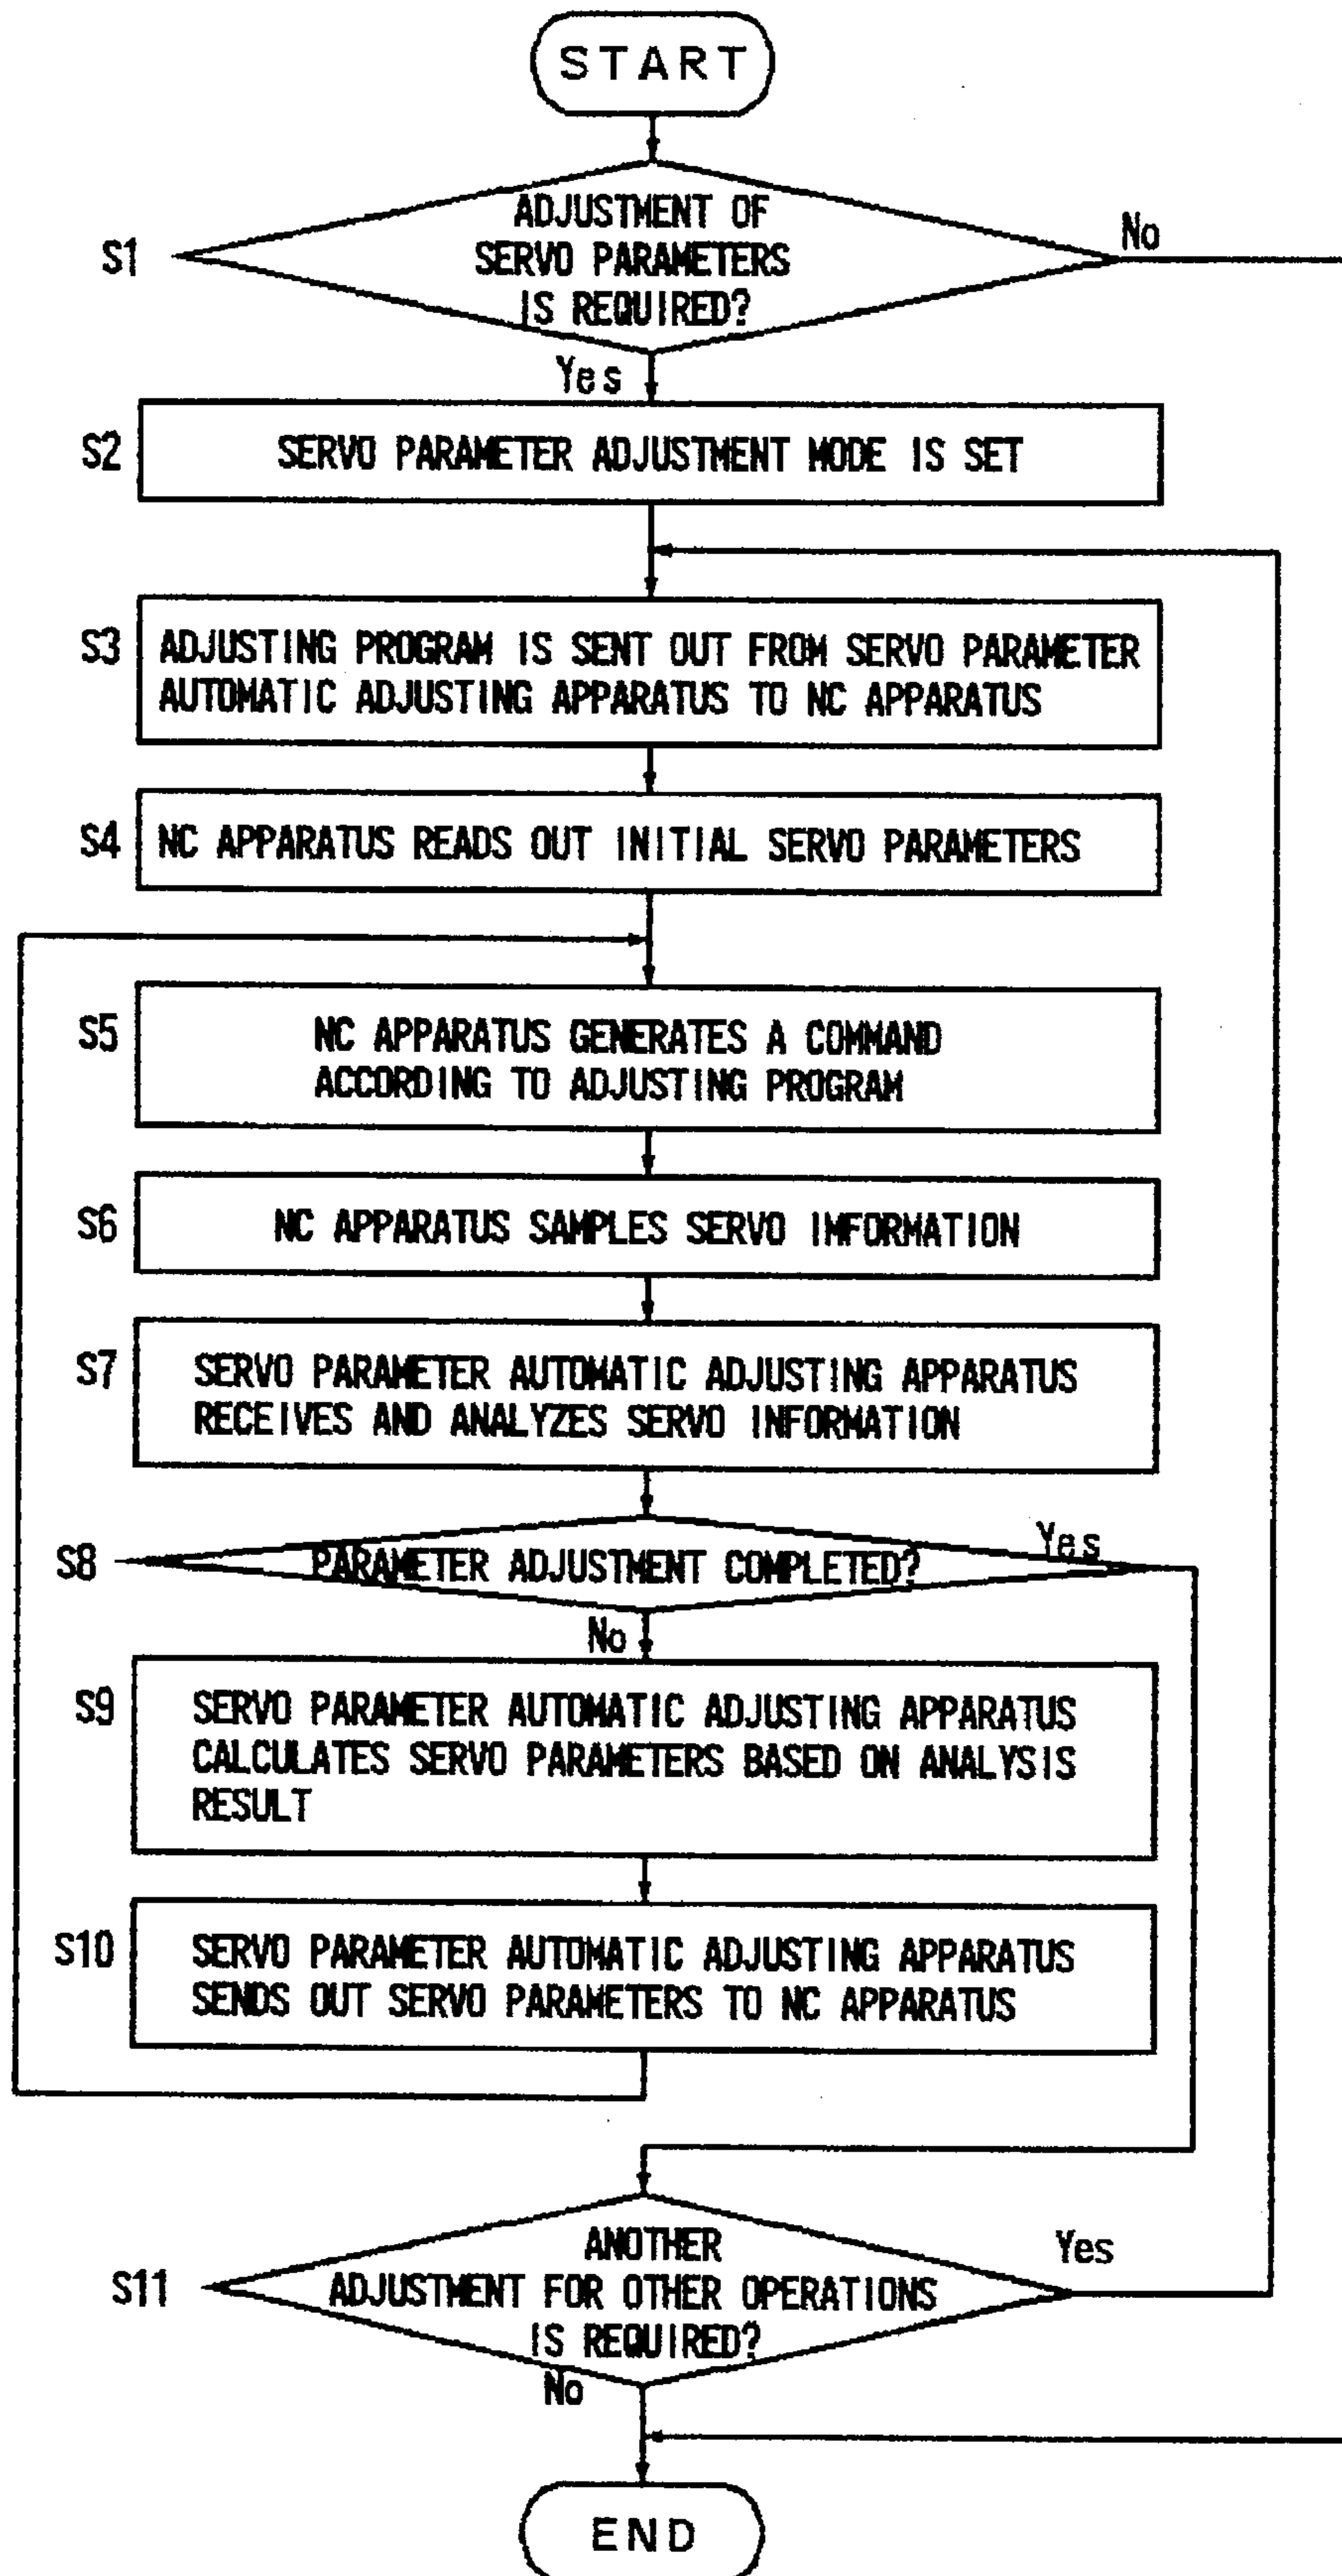 START
ADJUSTMENT OF
SERVO PARAMETERS
IS REQUIRED?
S1
No
Yes
S2
SERVO PARAMETER ADJUSTMENT MODE IS SET
S3
ADJUSTING PROGRAM IS SENT OUT FROM SERVO PARAMETER
AUTOMATIC ADJUSTING APPARATUS TO NC APPARATUS
S4
NC APPARATUS READS OUT INITIAL SERVO PARAMETERS
S5
NC APPARATUS GENERATES A COMMAND
ACCORDING TO ADJUSTING PROGRAM
S6
NC APPARATUS SAMPLES SERVO IMFORMATION
S7
SERVO PARAMETER AUTOMATIC ADJUSTING APPARATUS
RECEIVES AND ANALYZES SERVO INFORMATION
S8
PARAMETER ADJUSTMENT COMPLETED?
Yes
No
S9
SERVO PARAMETER AUTOMATIC ADJUSTING APPARATUS
CALCULATES SERVO PARAMETERS BASED ON ANALYSIS
RESULT
S10
SERVO PARAMETER AUTOMATIC ADJUSTING APPARATUS
SENDS OUT SERVO PARAMETERS TO NC APPARATUS
S11
ANOTHER
ADJUSTMENT FOR OTHER OPERATIONS
IS REQUIRED?
Yes
No
END